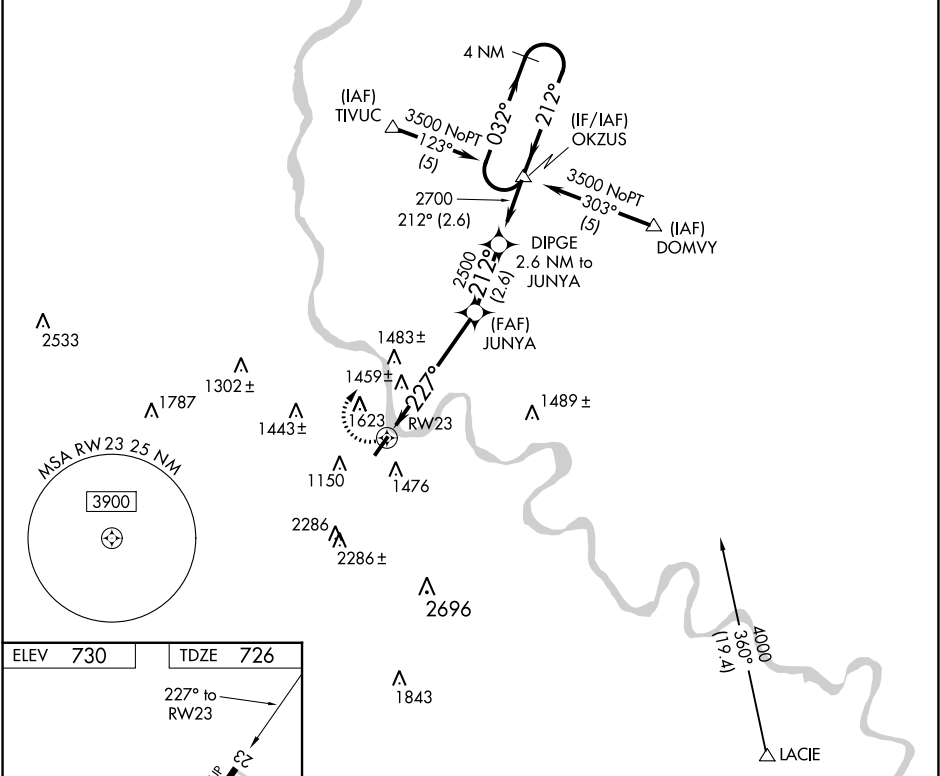 4 NM
032°
212°
(IAF)
TIVUC
3500 NoPT
123°
(5)
(IF/IAF)
OKZUS
3500 NoPT
303°
(5)
(IAF)
DOMVY
2700
212° (2.6)
DIPGE
2.6 NM to
JUNYA
2500
212°
(2.6)
(FAF)
JUNYA
2533
1483±
1459±
227°
1302±
1787
1443±
1623
RW23
1489±
MSA RW23 25 NM
3900
1150
1476
2286
2286±
2696
1843
4000
360°
(19.4)
LACIE
ELEV 730
TDZE 726
227° to
RW23
23
UP